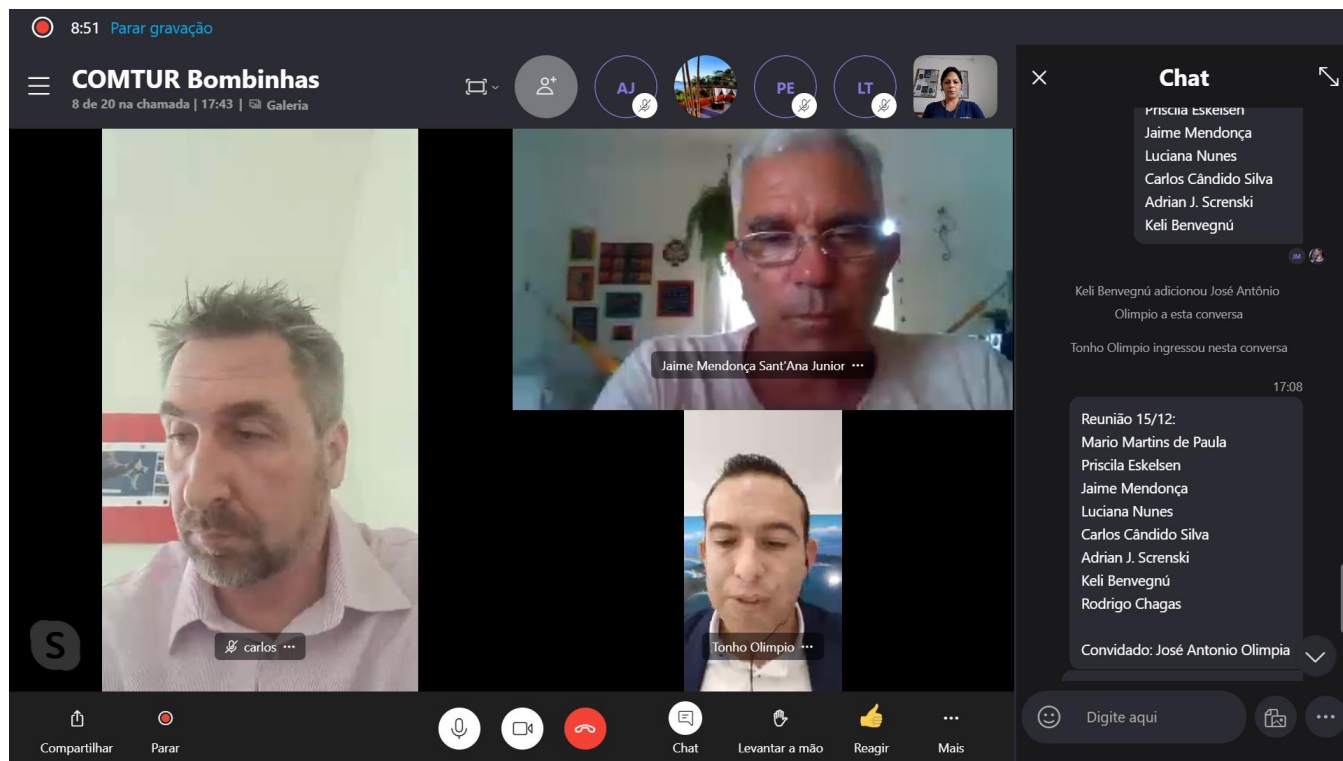 8:51 Parar gravação
COMTUR Bombinhas
8 de 20 na chamada | 17:43 | Galeria
AJ
PE
LT
Jaime Mendonça Sant'Ana Junior ···
carlos ···
Tonho Olimpio ···
S
Compartilhar
Parar
Chat
Levantar a mão
Reagir
Mais
Chat
Priscila Eskelsen
Jaime Mendonça
Luciana Nunes
Carlos Cândido Silva
Adrian J. Screnski
Keli Benvegnú
JM
Keli Benvegnú adicionou José Antônio
Olimpio a esta conversa
Tonho Olimpio ingressou nesta conversa
17:08
Reunião 15/12:
Mario Martins de Paula
Priscila Eskelsen
Jaime Mendonça
Luciana Nunes
Carlos Cândido Silva
Adrian J. Screnski
Keli Benvegnú
Rodrigo Chagas
Convidado: José Antonio Olimpia
Digite aqui